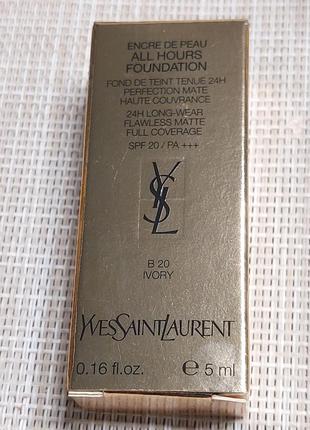 ENCRE DE PEAU
ALL HOURS
FOUNDATION
FOND DE TEINT TENUE 24H
PERFECTION MATE
HAUTE COUVRANCE
24H LONG-WEAR
FLAWLESS MATTE
FULL COVERAGE
SPF 20 / PA +++
YSL
B 20
IVORY
YVESSAINTLAURENT
0.16 fl.oz. e 5 ml